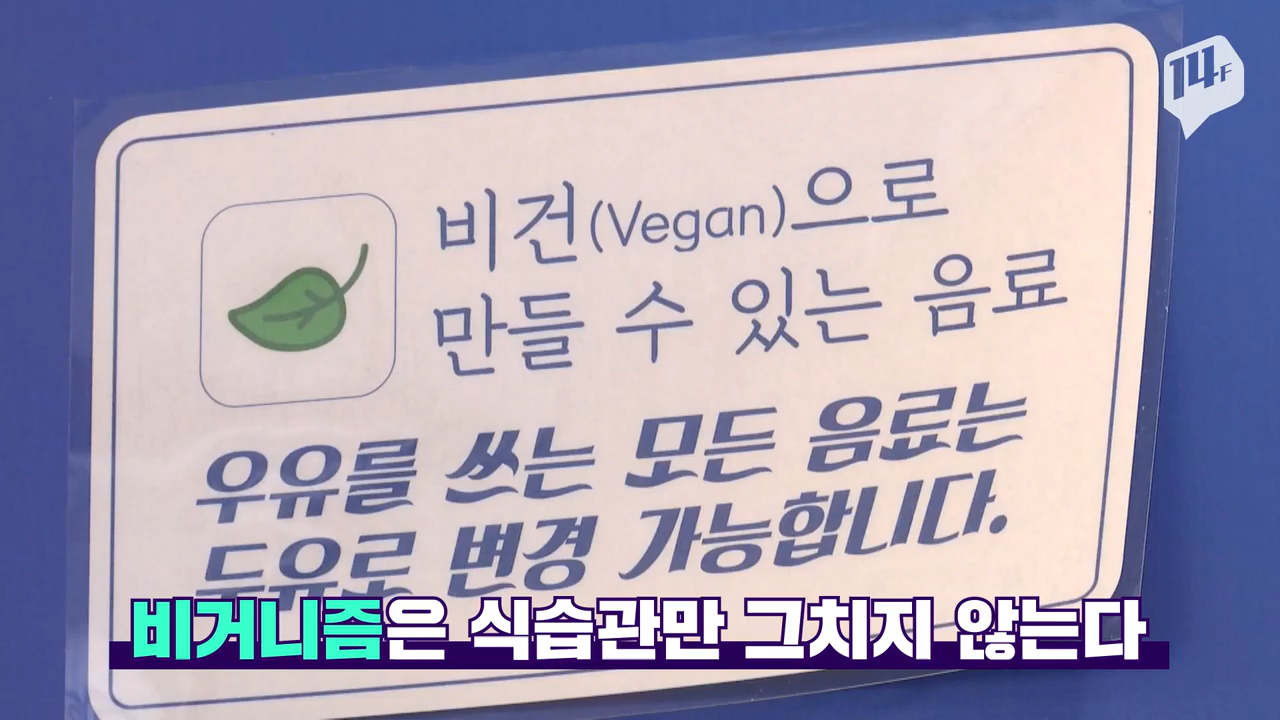 14F
비건(Vegan)으로
만들 수 있는 음료
우유를 쓰는 모든 음료는
두유로 변경 가능합니다.
비거니즘은 식습관만 그치지 않는다